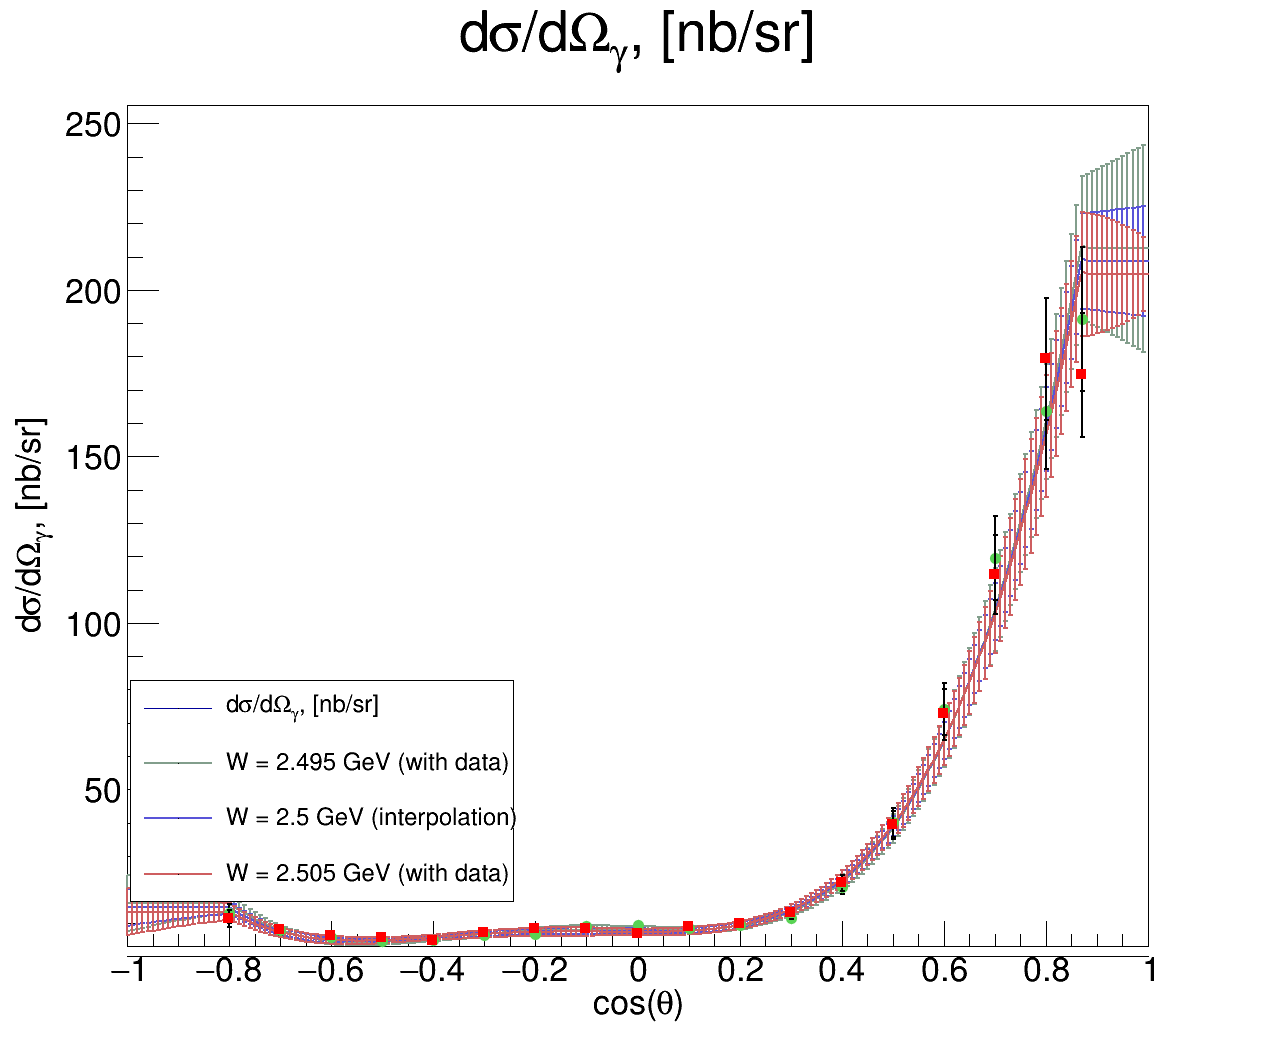 dσ/dΩγ, [nb/sr]
250
200
150
100
50
dσ/dΩγ, [nb/sr]
dσ/dΩγ, [nb/sr]
W = 2.495 GeV (with data)
W = 2.5 GeV (interpolation)
W = 2.505 GeV (with data)
−1 −0.8 −0.6 −0.4 −0.2 0 0.2 0.4 0.6 0.8 1
cos(θ)